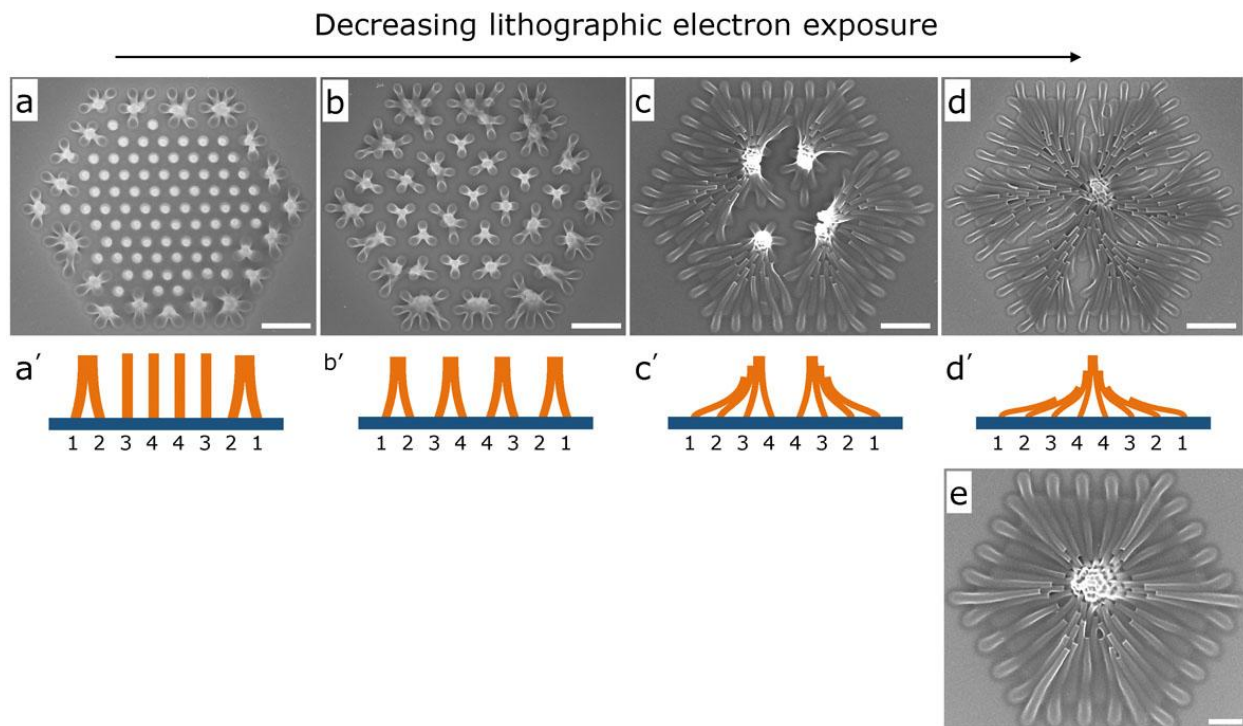 Decreasing lithographic electron exposure
a
b
c
d
a′
b′
c′
d′
1 2 3 4 4 3 2 1
1 2 3 4 4 3 2 1
1 2 3 4 4 3 2 1
1 2 3 4 4 3 2 1
e